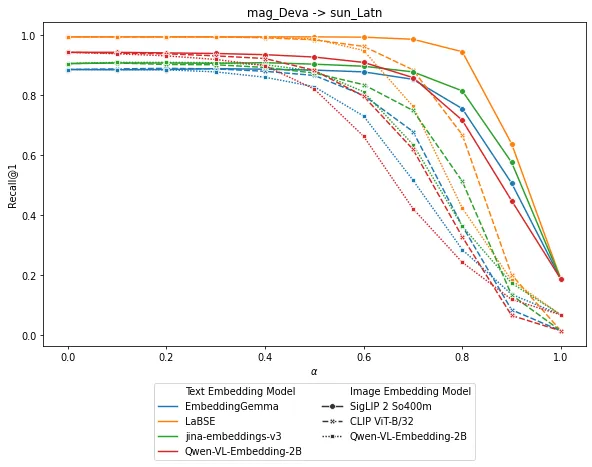 mag_Deva -> sun_Latn
Recall@1
1.0
0.8
0.6
0.4
0.2
0.0
0.0 0.2 0.4 0.6 0.8 1.0
α
Text Embedding Model Image Embedding Model
EmbeddingGemma SigLIP 2 So400m
LaBSE CLIP ViT-B/32
jina-embeddings-v3 Qwen-VL-Embedding-2B
Qwen-VL-Embedding-2B